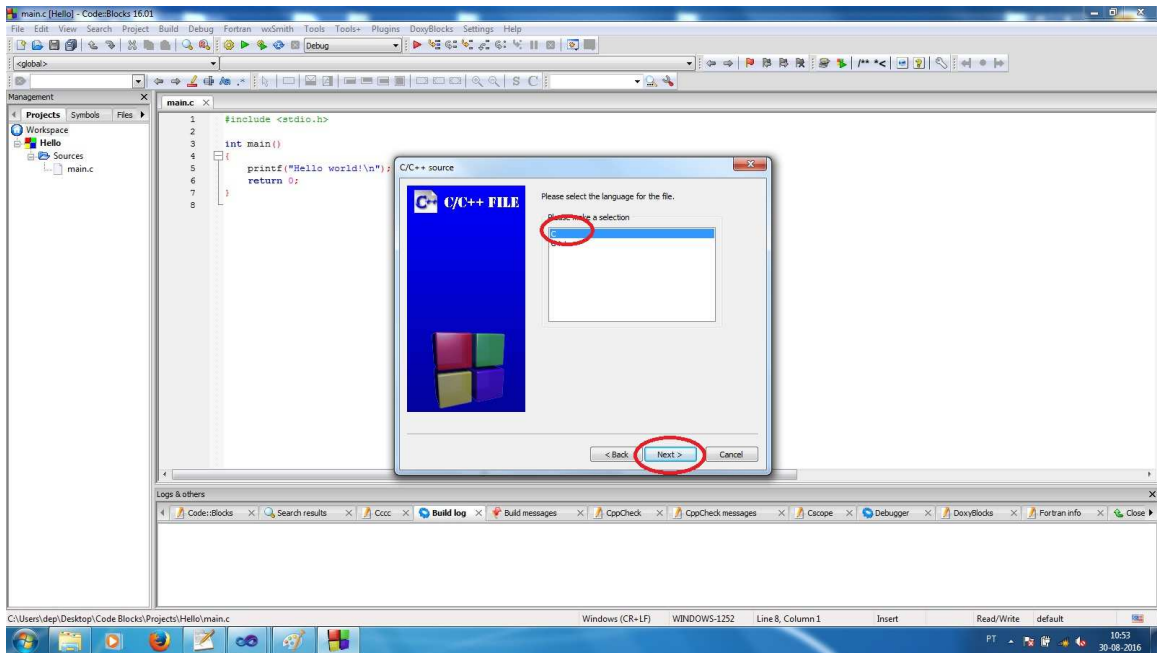 main.c [Hello] - Code::Blocks 16.01
File Edit View Search Project Build Debug Fortran wxSmith Tools Tools+ Plugins DoxyBlocks Settings Help
Debug
<global>
/** *<
S C
Management
main.c
Projects Symbols Files
Workspace
Hello
Sources
main.c
1 #include <stdio.h>
2
3 int main()
4 {
5 printf("Hello world!\n");
6 return 0;
7 }
8
C/C++ source
C++ C/C++ FILE
Please select the language for the file.
Please make a selection
C
< Back Next > Cancel
Logs & others
Code::Blocks Search results Cccc Build log Build messages CppCheck CppCheck messages Cscope Debugger DoxyBlocks Fortran info Close
C:\Users\dep\Desktop\Code Blocks\Projects\Hello\main.c Windows (CR+LF) WINDOWS-1252 Line 8, Column 1 Insert Read/Write default
PT 10:53
30-08-2016